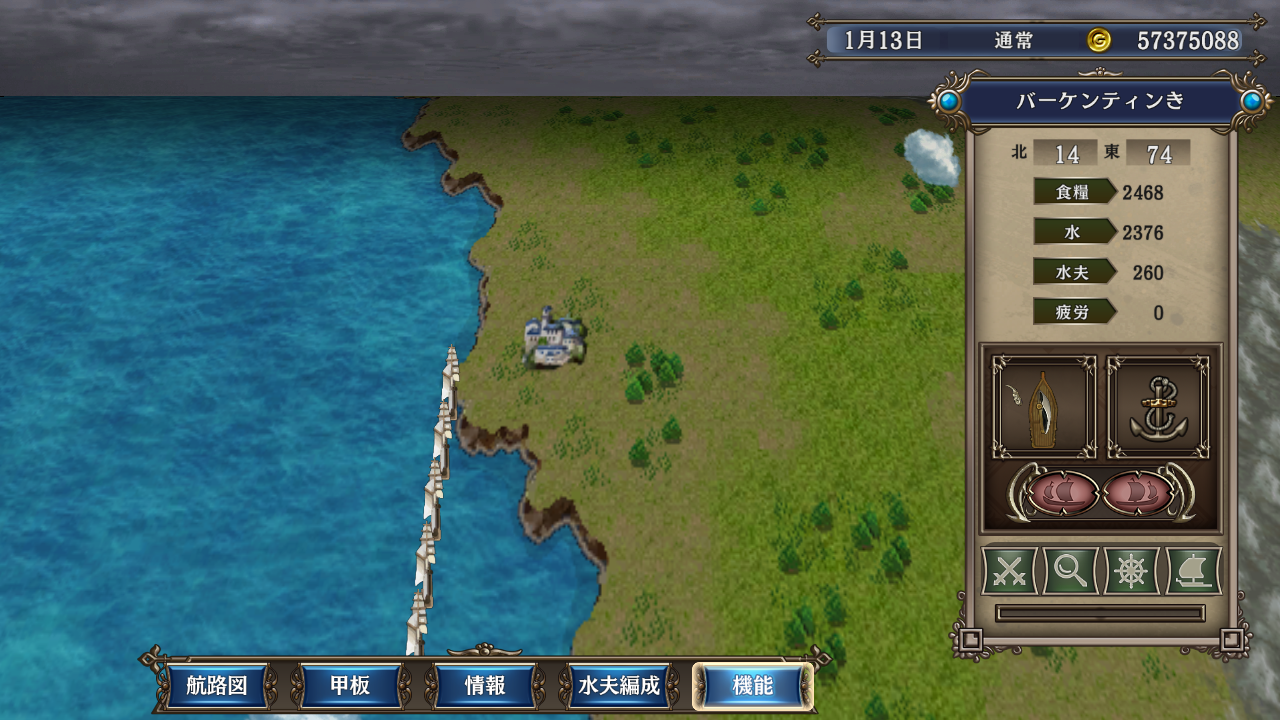 1月13日 通常 G 57375088
バーケンティンき
北 14 東 74
食糧 2468
水 2376
水夫 260
疲労 0
航路図 甲板 情報 水夫編成 機能